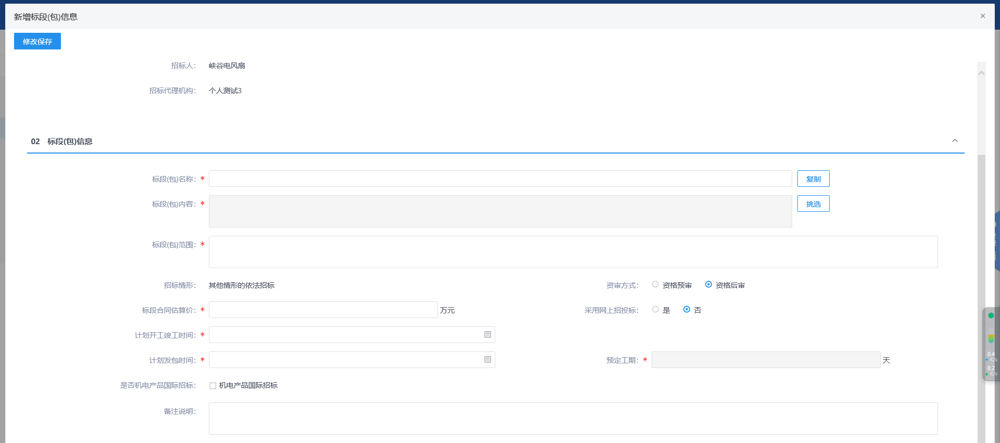 新增标段(包)信息
修改保存
招标人： 峡谷电风扇
招标代理机构： 个人测试3
02 标段(包)信息
标段(包)名称：* 复制
标段(包)内容：* 挑选
标段(包)范围：*
招标情形： 其他情形的依法招标 资审方式： 资格预审 资格后审
标段合同估算价：* 万元 采用网上招投标： 是 否
计划开工竣工时间：*
计划发包时间：* 预定工期：* 天
是否机电产品国际招标： 机电产品国际招标
备注说明：
0.4
K/s
0.2
K/s